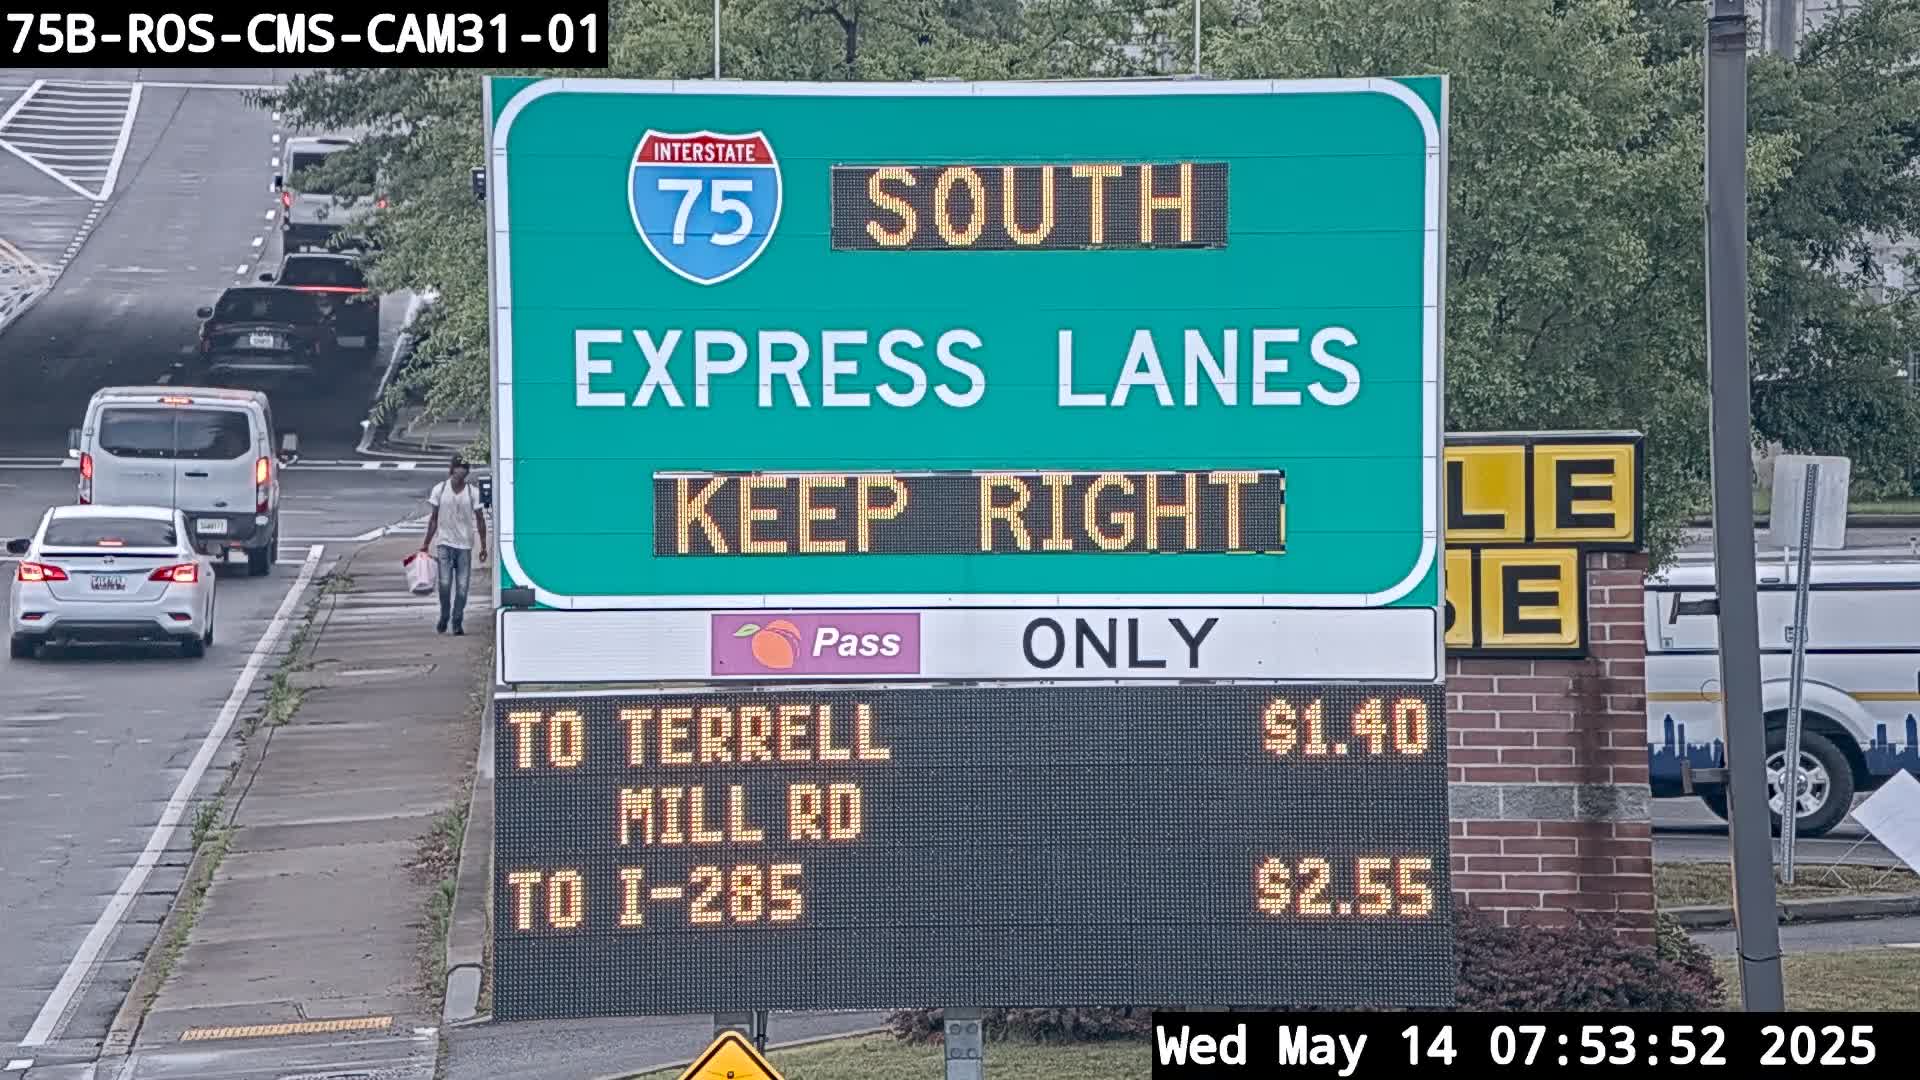 75B-ROS-CMS-CAM31-01
INTERSTATE
75
SOUTH
EXPRESS LANES
KEEP RIGHT
Pass ONLY
TO TERRELL $1.40
MILL RD
TO I-285 $2.55
LE
E
Wed May 14 07:53:52 2025